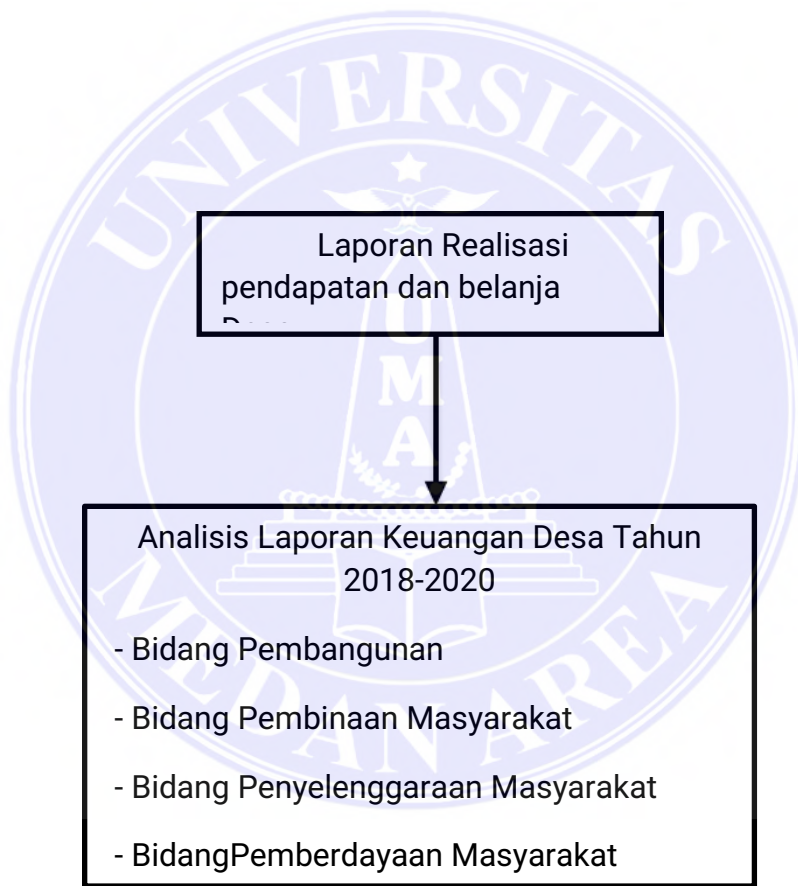 UNIVERSITAS
Laporan Realisasi
pendapatan dan belanja
UMA
Analisis Laporan Keuangan Desa Tahun
2018-2020
- Bidang Pembangunan
- Bidang Pembinaan Masyarakat
- Bidang Penyelenggaraan Masyarakat
- BidangPemberdayaan Masyarakat
MEDAN AREA